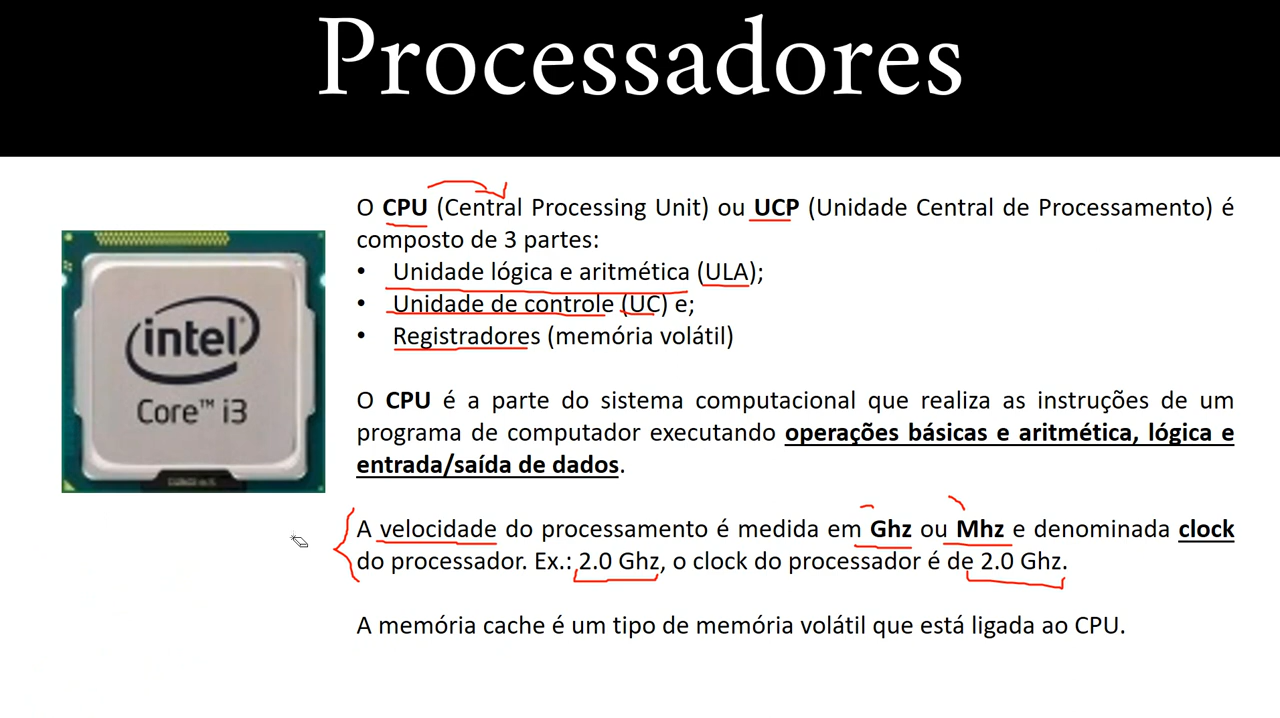 Processadores
O CPU (Central Processing Unit) ou UCP (Unidade Central de Processamento) é
composto de 3 partes:
• Unidade lógica e aritmética (ULA);
• Unidade de controle (UC) e;
• Registradores (memória volátil)
intel
Core™ i3
O CPU é a parte do sistema computacional que realiza as instruções de um
programa de computador executando operações básicas e aritmética, lógica e
entrada/saída de dados.
A velocidade do processamento é medida em Ghz ou Mhz e denominada clock
do processador. Ex.: 2.0 Ghz, o clock do processador é de 2.0 Ghz.
A memória cache é um tipo de memória volátil que está ligada ao CPU.